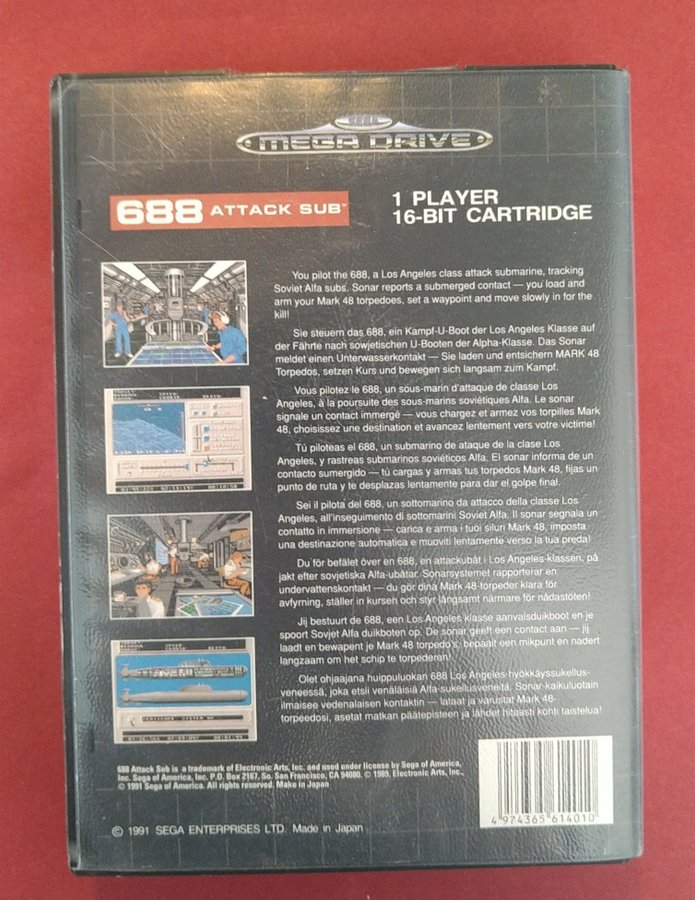 SEGA
MEGA DRIVE
688 ATTACK SUB™
1 PLAYER
16-BIT CARTRIDGE
You pilot the 688, a Los Angeles class attack submarine, tracking
Soviet Alfa subs. Sonar reports a submerged contact — you load and
arm your Mark 48 torpedoes, set a waypoint and move slowly in for the
kill!
Sie steuern das 688, ein Kampf-U-Boot der Los Angeles Klasse auf
der Fährte nach sowjetischen U-Booten der Alpha-Klasse. Das Sonar
meldet einen Unterwasserkontakt — Sie laden und entsichern MARK 48
Torpedos, setzen Kurs und bewegen sich langsam zum Kampf.
Vous pilotez le 688, un sous-marin d'attaque de classe Los
Angeles, à la poursuite des sous-marins soviétiques Alfa. Le sonar
signale un contact immergé — vous chargez et armez vos torpilles Mark
48, choisissez une destination et avancez lentement vers votre victime!
Tú piloteas el 688, un submarino de ataque de la clase Los
Angeles, y rastreas submarinos soviéticos Alfa. El sonar informa de un
contacto sumergido — tú cargas y armas tus torpedos Mark 48, fijas un
punto de ruta y te desplazas lentamente para dar el golpe final.
Sei il pilota del 688, un sottomarino da attacco della classe Los
Angeles, all'inseguimento di sottomarini Soviet Alfa. Il sonar segnala un
contatto in immersione — carica e arma i tuoi siluri Mark 48, imposta
una destinazione automatica e muoviti lentamente verso la tua preda!
Du för befälet över en 688, en attackubåt i Los Angeles-klassen, på
jakt efter sovjetiska Alfa-ubåtar. Sonarsystemet rapporterar en
undervattenskontakt — du gör dina Mark 48-torpeder klara för
avfyrning, ställer in kursen och styr långsamt närmare för nådastöten!
Jij bestuurt de 688, een Los Angeles klasse aanvalsduikboot en je
spoort Sovjet Alfa duikboten op. De sonar geeft een contact aan — jij
laadt en bewapent je Mark 48 torpedo's, bepaalt een mikpunt en nadert
langzaam om het schip te torpederen!
Olet ohjaajana huippuluokan 688 Los Angeles-hyökkäyssukellus-
veneessä, joka etsii venäläisiä Alfa-sukellusveneitä. Sonar-kaikuluotain
ilmaisee vedenalaisen kontaktin — lataat ja varustat Mark 48-
torpeedosi, asetat matkan päätepisteen ja lähdet hitaasti kohti taistelua!
688 Attack Sub is a trademark of Electronic Arts, Inc. and used under license by Sega of America,
Inc. Sega of America, Inc. P.O. Box 2167, So. San Francisco, CA 94080. © 1989, Electronic Arts, Inc.,
© 1991 Sega of America. All rights reserved. Make in Japan
4 974365 614010
© 1991 SEGA ENTERPRISES LTD. Made in Japan